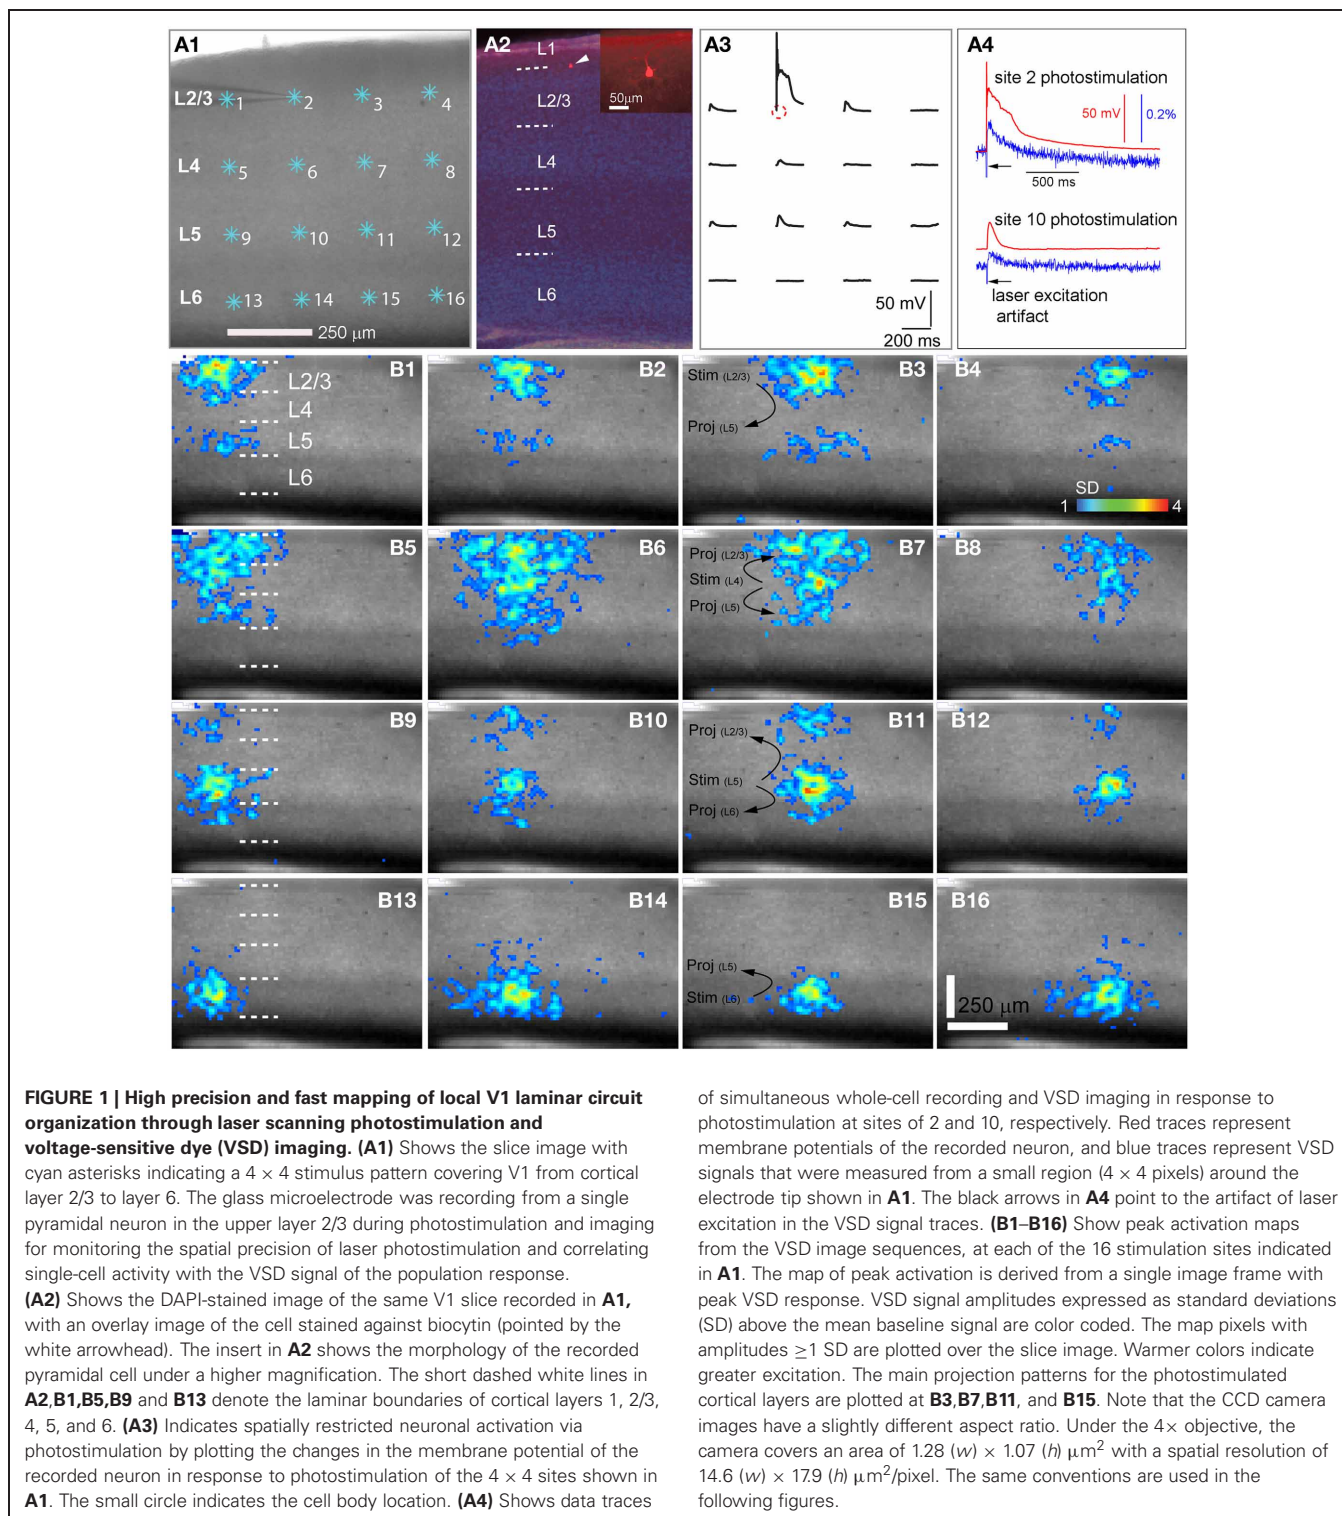 A1
L2/3
1
2
3
4
L4
5
6
7
8
L5
9
10
11
12
L6
13
14
15
16
250 μm
A2
L1
50μm
L2/3
L4
L5
L6
A3
50 mV
200 ms
A4
site 2 photostimulation
50 mV
0.2%
500 ms
site 10 photostimulation
laser excitation
artifact
B1
L2/3
L4
L5
L6
B2
B3
Stim (L2/3)
Proj (L5)
B4
SD
1
4
B5
B6
B7
Proj (L2/3)
Stim (L4)
Proj (L5)
B8
B9
B10
B11
Proj (L2/3)
Stim (L5)
Proj (L6)
B12
B13
B14
B15
Proj (L5)
Stim (L6)
B16
250 μm
FIGURE 1 | High precision and fast mapping of local V1 laminar circuit
organization through laser scanning photostimulation and
voltage-sensitive dye (VSD) imaging. (A1) Shows the slice image with
cyan asterisks indicating a 4 × 4 stimulus pattern covering V1 from cortical
layer 2/3 to layer 6. The glass microelectrode was recording from a single
pyramidal neuron in the upper layer 2/3 during photostimulation and imaging
for monitoring the spatial precision of laser photostimulation and correlating
single-cell activity with the VSD signal of the population response.
(A2) Shows the DAPI-stained image of the same V1 slice recorded in A1,
with an overlay image of the cell stained against biocytin (pointed by the
white arrowhead). The insert in A2 shows the morphology of the recorded
pyramidal cell under a higher magnification. The short dashed white lines in
A2,B1,B5,B9 and B13 denote the laminar boundaries of cortical layers 1, 2/3,
4, 5, and 6. (A3) Indicates spatially restricted neuronal activation via
photostimulation by plotting the changes in the membrane potential of the
recorded neuron in response to photostimulation of the 4 × 4 sites shown in
A1. The small circle indicates the cell body location. (A4) Shows data traces
of simultaneous whole-cell recording and VSD imaging in response to
photostimulation at sites of 2 and 10, respectively. Red traces represent
membrane potentials of the recorded neuron, and blue traces represent VSD
signals that were measured from a small region (4 × 4 pixels) around the
electrode tip shown in A1. The black arrows in A4 point to the artifact of laser
excitation in the VSD signal traces. (B1–B16) Show peak activation maps
from the VSD image sequences, at each of the 16 stimulation sites indicated
in A1. The map of peak activation is derived from a single image frame with
peak VSD response. VSD signal amplitudes expressed as standard deviations
(SD) above the mean baseline signal are color coded. The map pixels with
amplitudes ≥1 SD are plotted over the slice image. Warmer colors indicate
greater excitation. The main projection patterns for the photostimulated
cortical layers are plotted at B3,B7,B11, and B15. Note that the CCD camera
images have a slightly different aspect ratio. Under the 4× objective, the
camera covers an area of 1.28 (w) × 1.07 (h) μm² with a spatial resolution of
14.6 (w) × 17.9 (h) μm²/pixel. The same conventions are used in the
following figures.